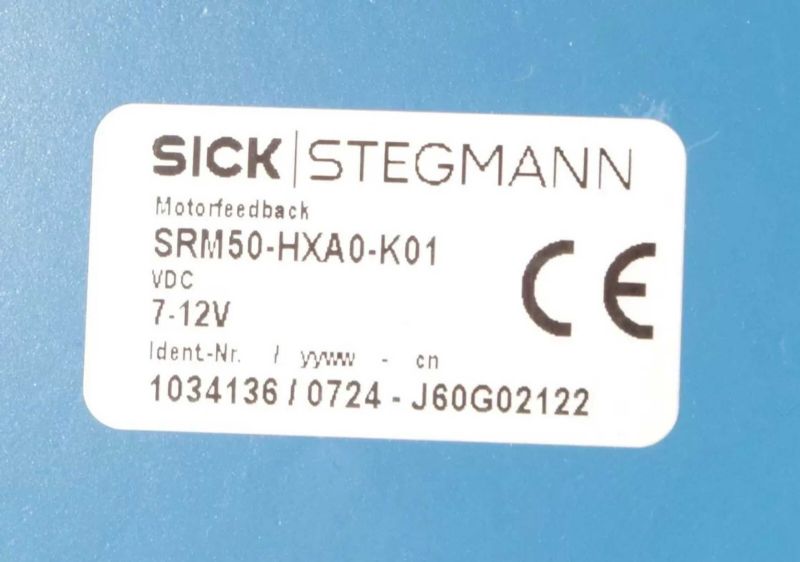 SICK|STEGMANN
Motorfeedback
SRM50-HXA0-K01
VDC
7-12V
CE
Ident.-Nr. / yyww - cn
1034136 / 0724 - J60G02122